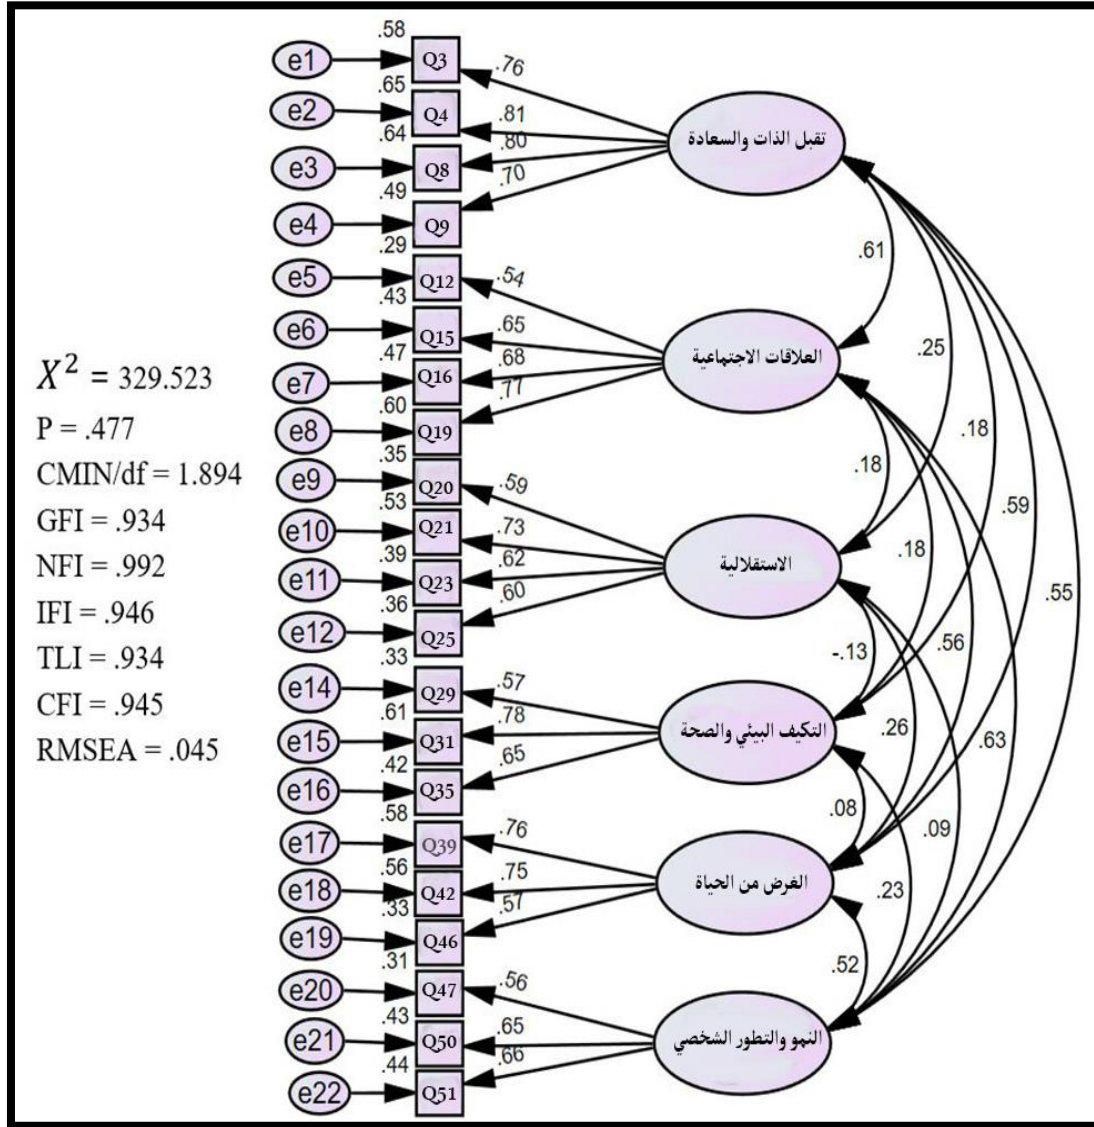 .58
e1
Q3
.76
.65
e2
Q4
.81
.64
.80
e3
Q8
.70
.49
e4
Q9
تقبل الذات والسعادة
.29
e5
Q12
.54
.61
.43
e6
Q15
.65
.47
.68
e7
Q16
.77
.60
e8
Q19
العلاقات الاجتماعية
.25
.35
e9
Q20
.59
.18
.18
.53
e10
Q21
.73
.39
.62
e11
Q23
.60
.36
e12
Q25
الاستقلالية
.18
.59
.55
.33
e14
Q29
.57
-.13
.56
.61
e15
Q31
.78
.42
.65
e16
Q35
التكيف البيئي والصحة
.26
.63
.58
e17
Q39
.76
.08
.09
.56
e18
Q42
.75
.33
.57
e19
Q46
الغرض من الحياة
.23
.31
e20
Q47
.56
.52
.43
e21
Q50
.65
.44
.66
e22
Q51
النمو والتطور الشخصي
X² = 329.523
P = .477
CMIN/df = 1.894
GFI = .934
NFI = .992
IFI = .946
TLI = .934
CFI = .945
RMSEA = .045